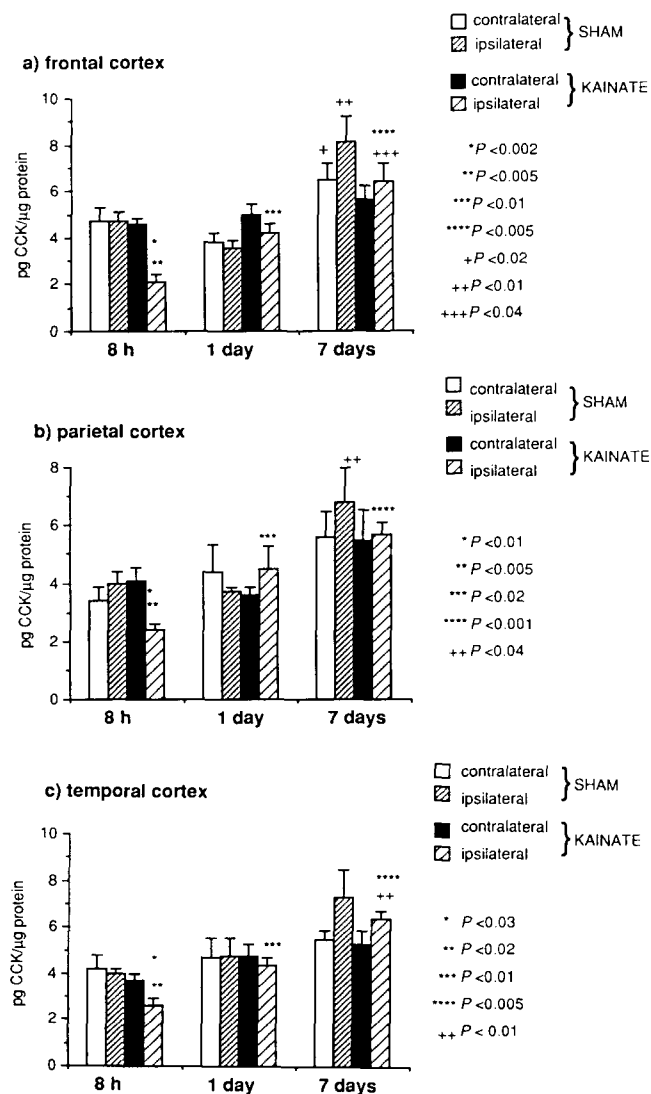 contralateral
ipsilateral
} SHAM
a) frontal cortex
contralateral
ipsilateral
} KAINATE
pg CCK/μg protein
10
8
6
4
2
0
*
**
***
+
++
****
+++
8 h
1 day
7 days
*P <0.002
**P <0.005
***P <0.01
****P <0.005
+P <0.02
++P <0.01
+++P <0.04
contralateral
ipsilateral
} SHAM
b) parietal cortex
contralateral
ipsilateral
} KAINATE
pg CCK/μg protein
8
6
4
2
0
*
**
***
++
****
8 h
1 day
7 days
*P <0.01
**P <0.005
***P <0.02
****P <0.001
++P <0.04
contralateral
ipsilateral
} SHAM
c) temporal cortex
contralateral
ipsilateral
} KAINATE
pg CCK/μg protein
10
8
6
4
2
0
*
**
***
****
++
8 h
1 day
7 days
* P <0.03
** P <0.02
*** P <0.01
**** P <0.005
++ P < 0.01